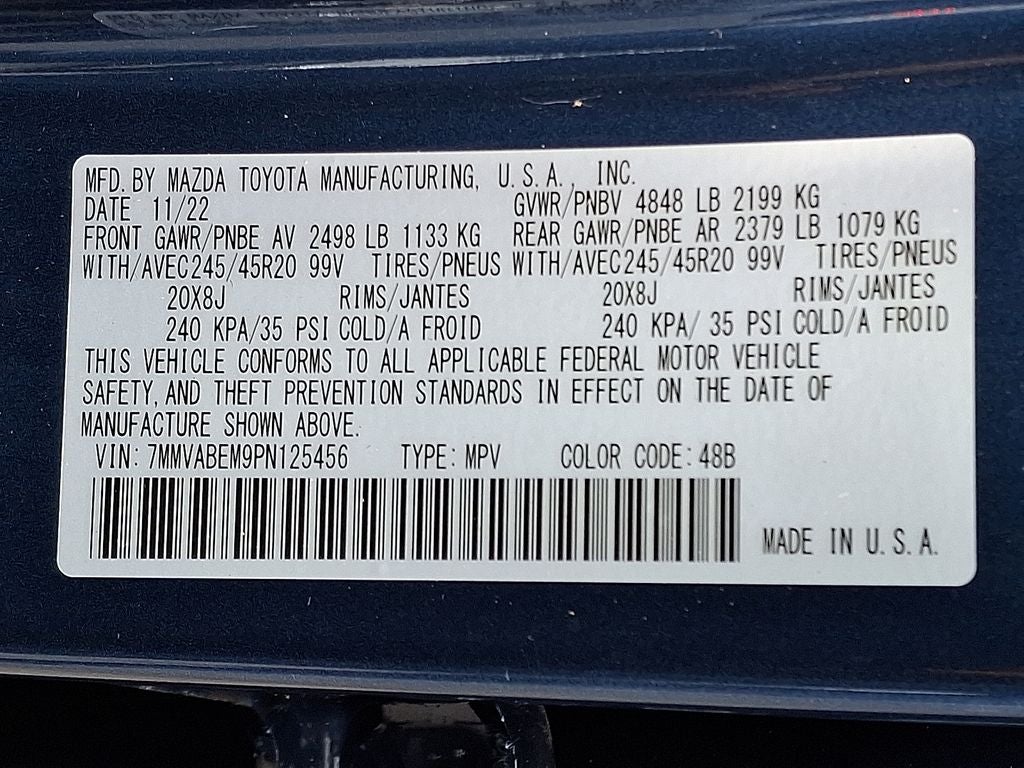 MFD. BY MAZDA TOYOTA MANUFACTURING, U.S.A., INC.
DATE 11/22 GVWR/PNBV 4848 LB 2199 KG
FRONT GAWR/PNBE AV 2498 LB 1133 KG REAR GAWR/PNBE AR 2379 LB 1079 KG
WITH/AVEC 245/45R20 99V TIRES/PNEUS WITH/AVEC 245/45R20 99V TIRES/PNEUS
20X8J RIMS/JANTES 20X8J RIMS/JANTES
240 KPA/35 PSI COLD/A FROID 240 KPA/ 35 PSI COLD/A FROID
THIS VEHICLE CONFORMS TO ALL APPLICABLE FEDERAL MOTOR VEHICLE
SAFETY, AND THEFT PREVENTION STANDARDS IN EFFECT ON THE DATE OF
MANUFACTURE SHOWN ABOVE.
VIN: 7MMVABEM9PN125456 TYPE: MPV COLOR CODE: 48B
MADE IN U.S.A.